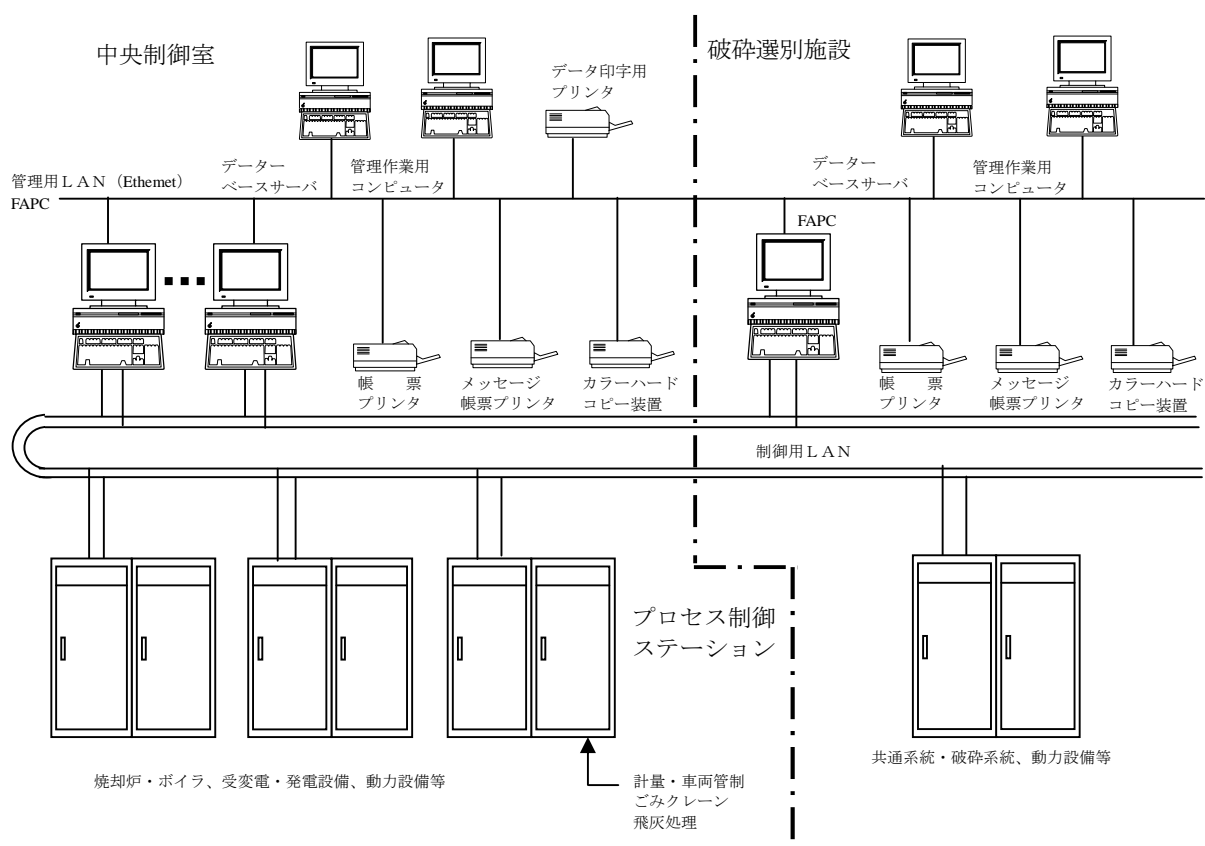 中央制御室
破砕選別施設
データ印字用
プリンタ
管理用ＬＡＮ（Ethemet）
FAPC
データー
ベースサーバ
管理作業用
コンピュータ
データー
ベースサーバ
管理作業用
コンピュータ
FAPC
帳　票
プリンタ
メッセージ
帳票プリンタ
カラーハード
コピー装置
帳　票
プリンタ
メッセージ
帳票プリンタ
カラーハード
コピー装置
制御用ＬＡＮ
プロセス制御
ステーション
焼却炉・ボイラ、受変電・発電設備、動力設備等
計量・車両管制
ごみクレーン
飛灰処理
共通系統・破砕系統、動力設備等